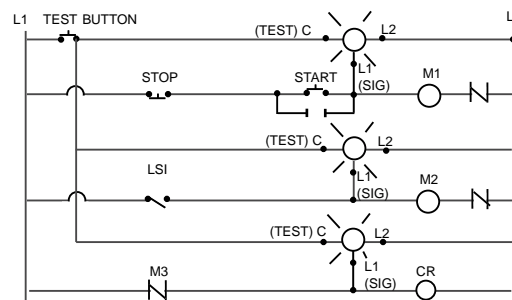 L1 TEST BUTTON (TEST) C L2 L
STOP START L1 (SIG) M1
(TEST) C L2
LSI L1 (SIG) M2
(TEST) C L2
M3 L1 (SIG) CR